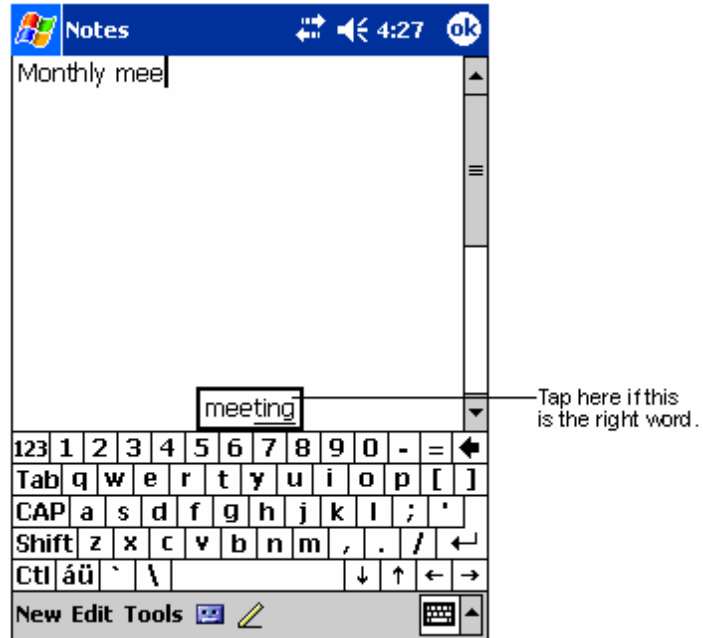 Notes 4:27 ok
Monthly mee
meeting
Tap here if this
is the right word.
123 1 2 3 4 5 6 7 8 9 0 - =
Tab q w e r t y u i o p [ ]
CAP a s d f g h j k l ; '
Shift z x c v b n m , . /
Ctl áü ` \
New Edit Tools